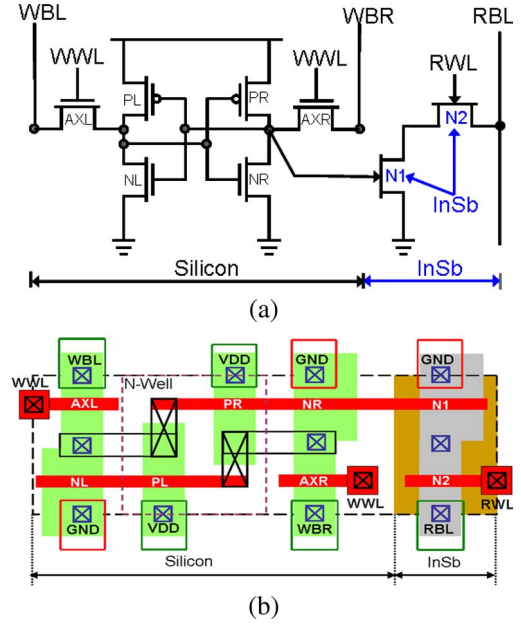 WBL WBR RBL
WWL WWL RWL
PL PR
AXL AXR N2
NL NR N1
InSb
Silicon InSb
(a)
WBL VDD GND GND
N-Well
WWL AXL PR NR N1
NL PL AXR N2
WWL RWL
GND VDD WBR RBL
Silicon InSb
(b)